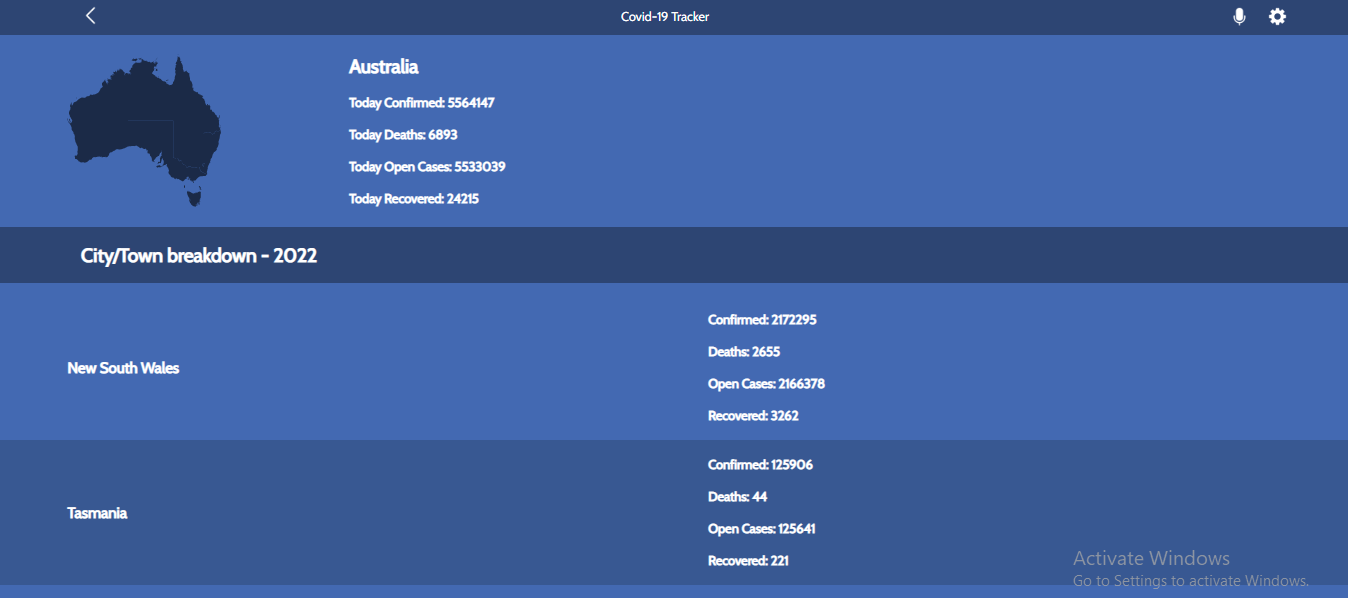 Covid-19 Tracker
Australia
Today Confirmed: 5564147
Today Deaths: 6893
Today Open Cases: 5533039
Today Recovered: 24215
City/Town breakdown - 2022
New South Wales
Confirmed: 2172295
Deaths: 2655
Open Cases: 2166378
Recovered: 3262
Tasmania
Confirmed: 125906
Deaths: 44
Open Cases: 125641
Recovered: 221
Activate Windows
Go to Settings to activate Windows.